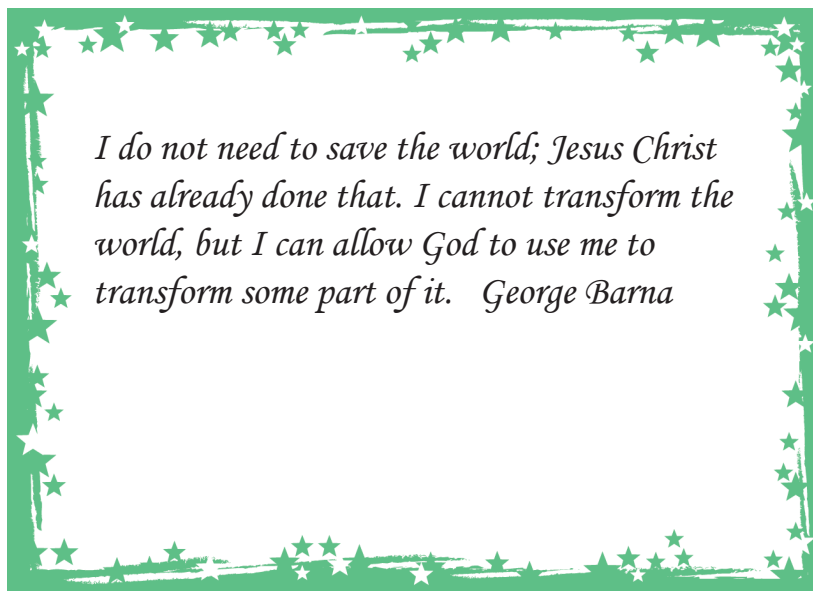 I do not need to save the world; Jesus Christ
has already done that. I cannot transform the
world, but I can allow God to use me to
transform some part of it. George Barna